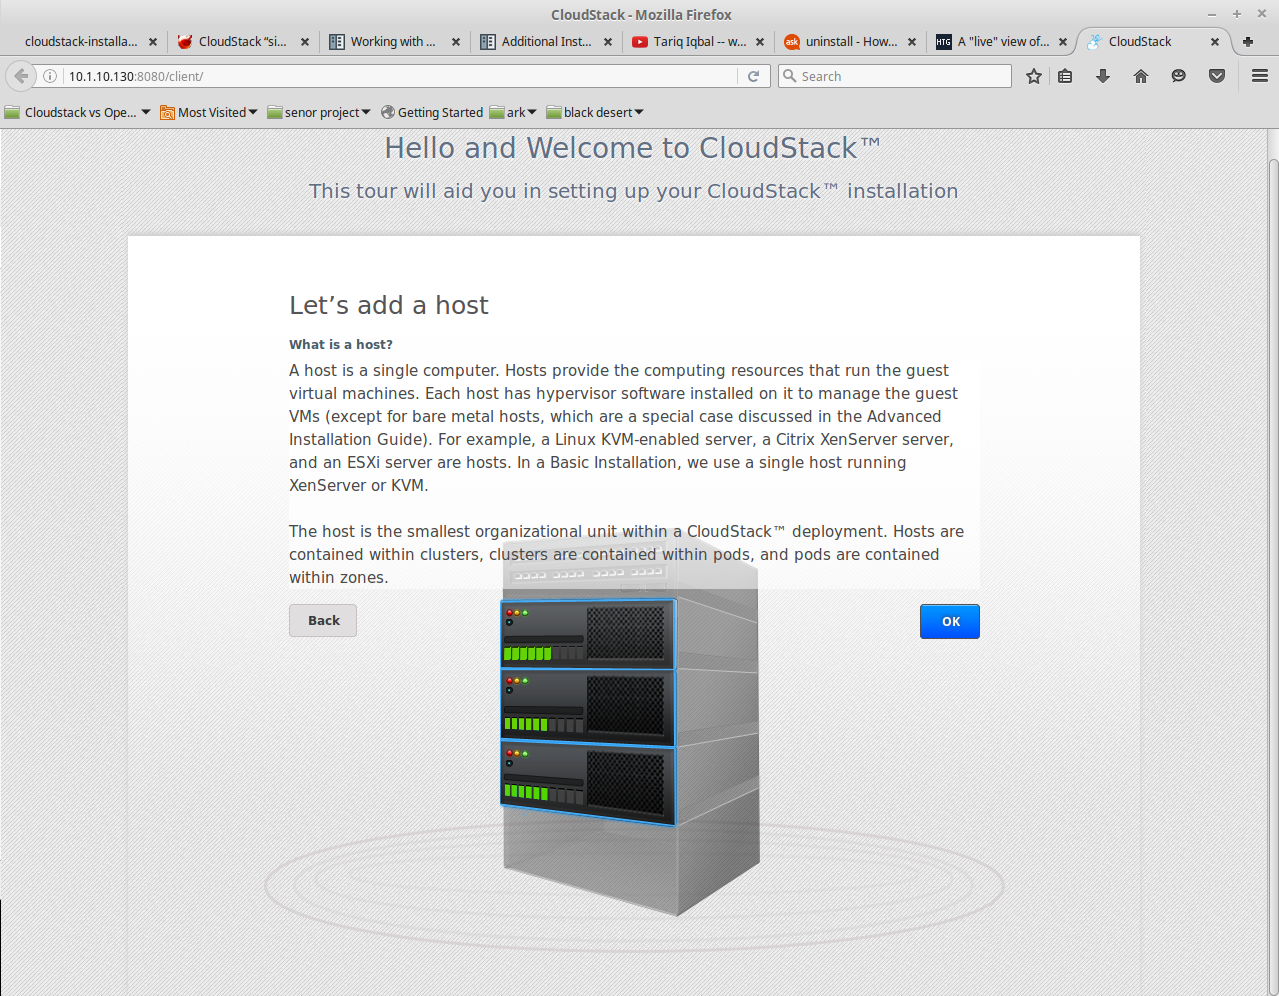 CloudStack - Mozilla Firefox
cloudstack-installa...
CloudStack “si...
Working with ...
Additional Inst...
Tariq Iqbal -- w...
ask
uninstall - How...
HTG
A "live" view of...
CloudStack
10.1.10.130:8080/client/
Search
Cloudstack vs Ope...
Most Visited
senor project
Getting Started
ark
black desert
Hello and Welcome to CloudStack™
This tour will aid you in setting up your CloudStack™ installation
Let’s add a host
What is a host?
A host is a single computer. Hosts provide the computing resources that run the guest
virtual machines. Each host has hypervisor software installed on it to manage the guest
VMs (except for bare metal hosts, which are a special case discussed in the Advanced
Installation Guide). For example, a Linux KVM-enabled server, a Citrix XenServer server,
and an ESXi server are hosts. In a Basic Installation, we use a single host running
XenServer or KVM.
The host is the smallest organizational unit within a CloudStack™ deployment. Hosts are
contained within clusters, clusters are contained within pods, and pods are contained
within zones.
Back
OK